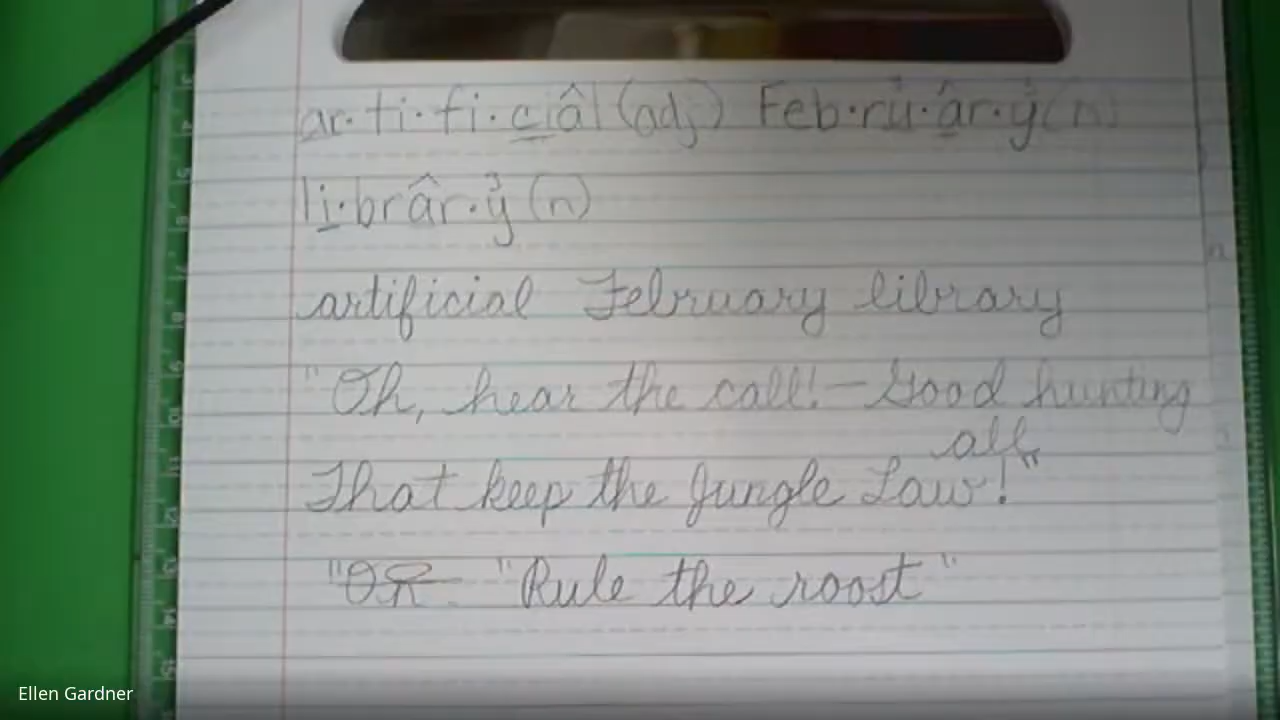 ar·ti·fi·ciâl (adj) Feb·ru·âr·y (n)
li·brâr·y (n)
artificial February library
"Oh, hear the call! — Good hunting
all
That keep the Jungle Law!"
"Rule the roost"
Ellen Gardner